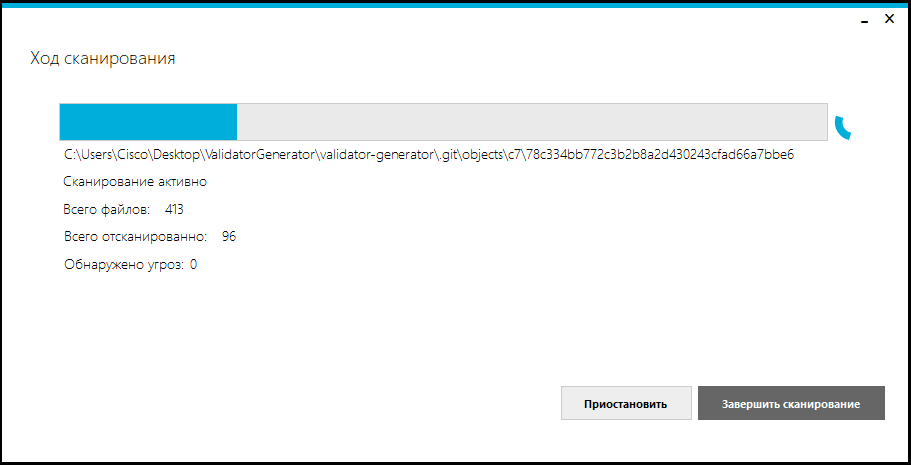 Ход сканирования
C:\Users\Cisco\Desktop\ValidatorGenerator\validator-generator\.git\objects\c7\78c334bb772c3b2b8a2d430243cfad66a7bbe6
Сканирование активно
Всего файлов: 413
Всего отсканированно: 96
Обнаружено угроз: 0
Приостановить Завершить сканирование